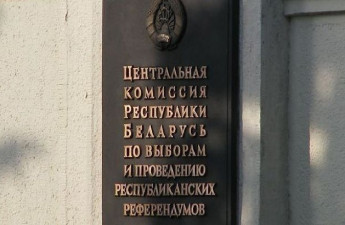 Центральная
комиссия
Республики
Беларусь
по выборам
и проведению
республиканских
референдумов